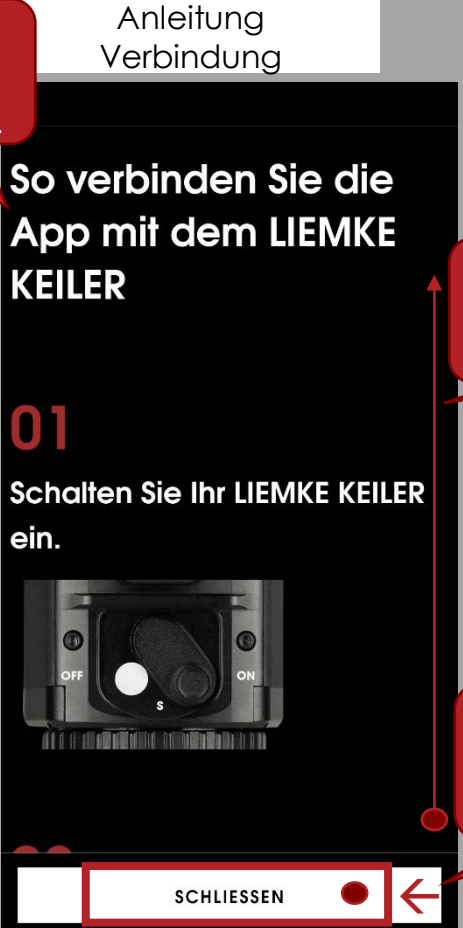 Anleitung
Verbindung
So verbinden Sie die
App mit dem LIEMKE
KEILER
01
Schalten Sie Ihr LIEMKE KEILER
ein.
OFF
ON
S
SCHLIESSEN